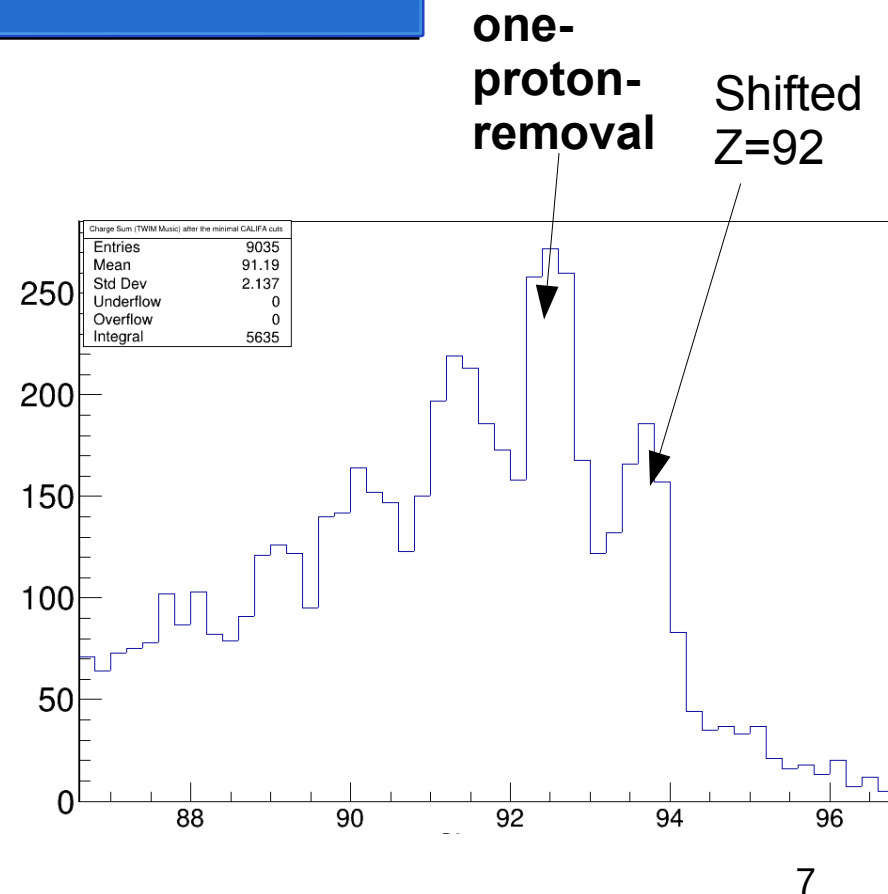 one-
proton-
removal
Shifted
Z=92
Charge Sum (TWIM Music) after the minimal CALIFA cuts
Entries 9035
Mean 91.19
Std Dev 2.137
Underflow 0
Overflow 0
Integral 5635
250
200
150
100
50
0
88 90 92 94 96
7